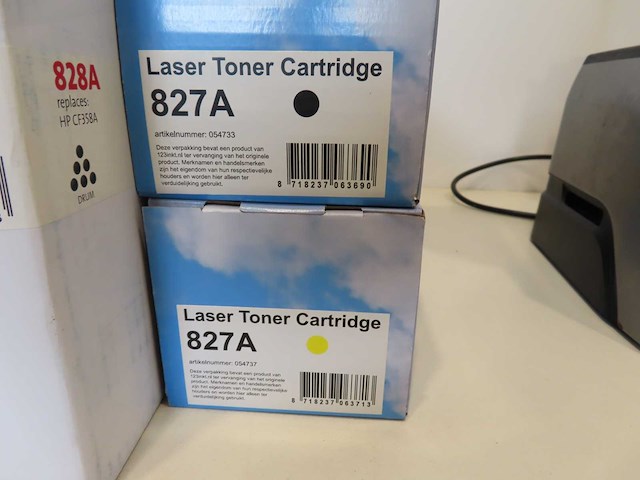 828A
replaces:
HP CF358A
DRUM
Laser Toner Cartridge
827A
artikelnummer: 054733
Deze verpakking bevat een product van
123inkt.nl ter vervanging van het originele
product. Merknamen en handelsmerken
zijn het eigendom van hun respectievelijke
houders en worden hier alleen ter
verduidelijking gebruikt.
8 718237 063690
Laser Toner Cartridge
827A
artikelnummer: 054737
Deze verpakking bevat een product van
123inkt.nl ter vervanging van het originele
product. Merknamen en handelsmerken
zijn het eigendom van hun respectievelijke
houders en worden hier alleen ter
verduidelijking gebruikt.
8 718237 063713